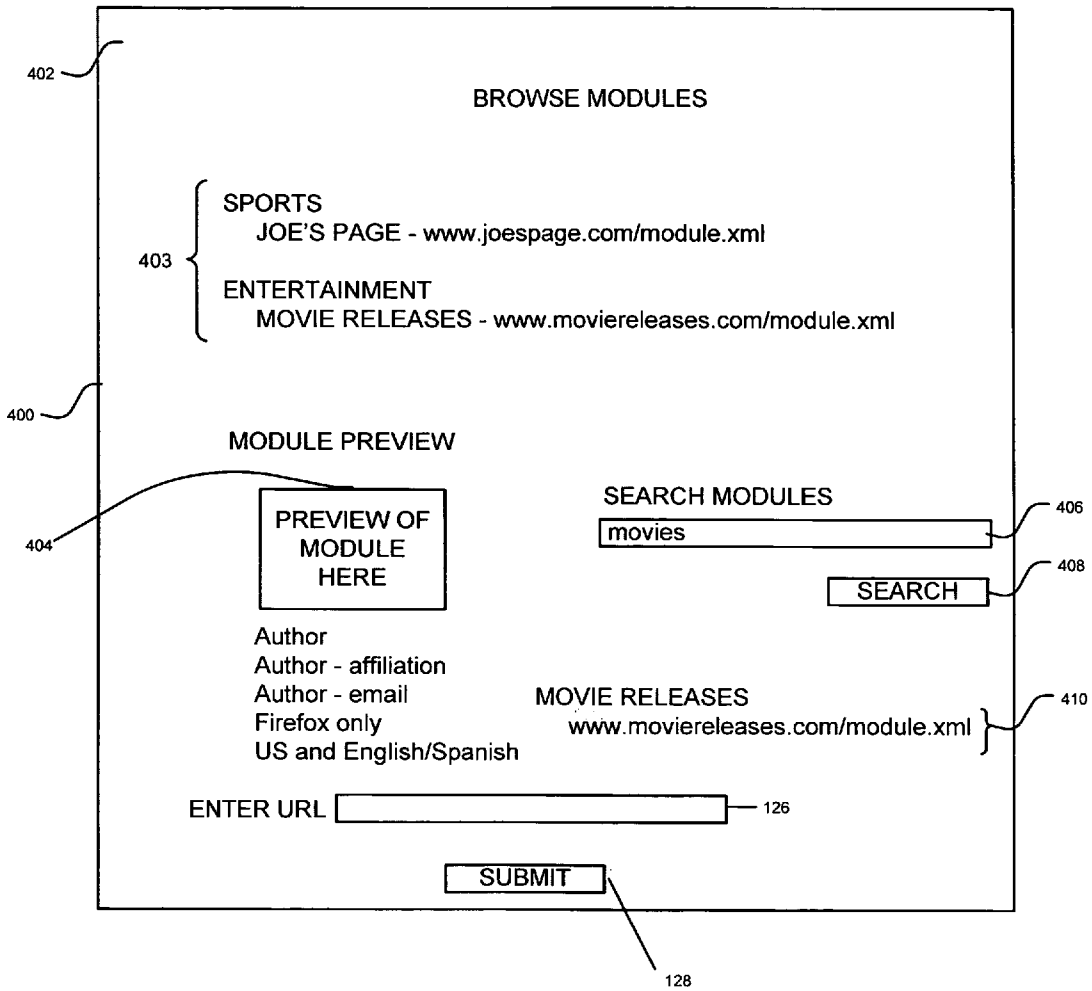 402
BROWSE MODULES
SPORTS
JOE'S PAGE - www.joespage.com/module.xml
403
ENTERTAINMENT
MOVIE RELEASES - www.moviereleases.com/module.xml
400
MODULE PREVIEW
404
PREVIEW OF
MODULE
HERE
SEARCH MODULES
movies
406
SEARCH
408
Author
Author - affiliation
Author - email
Firefox only
US and English/Spanish
MOVIE RELEASES
www.moviereleases.com/module.xml
410
ENTER URL
126
SUBMIT
128